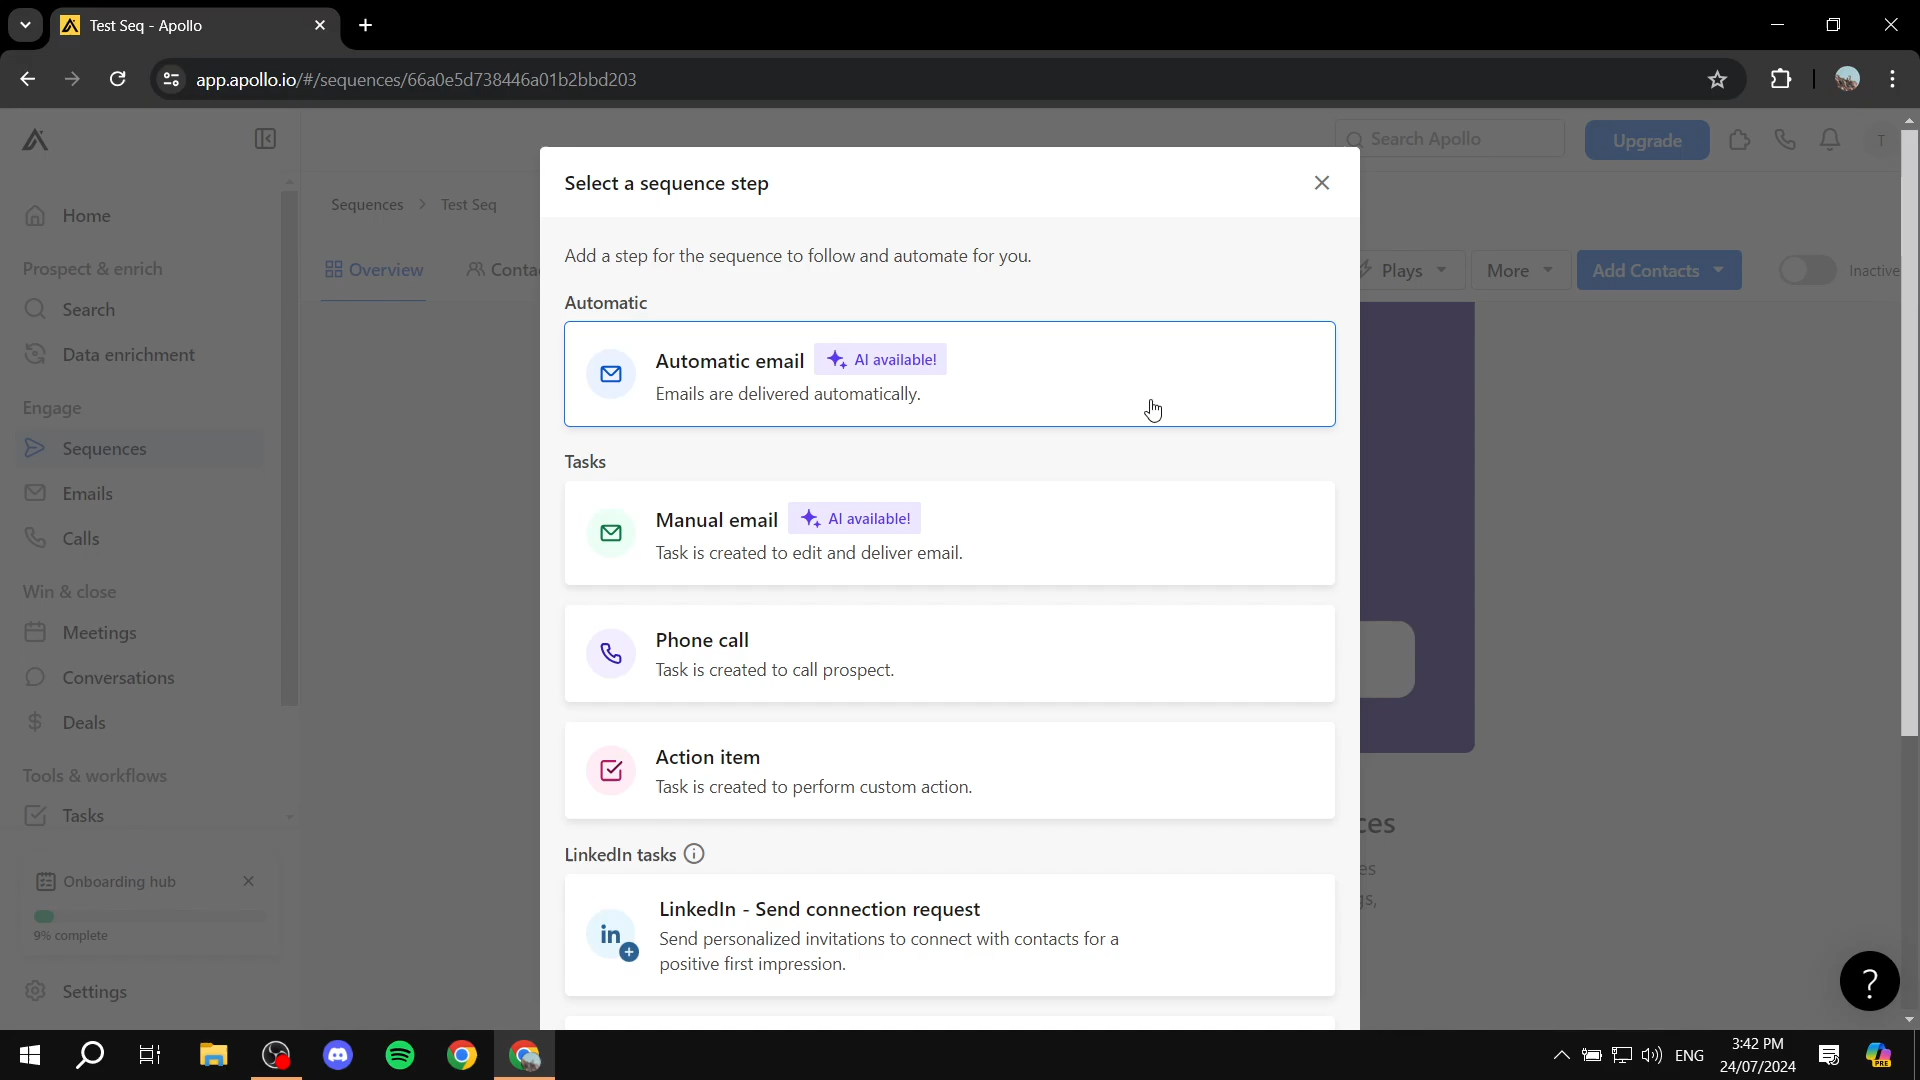 Test Seq - Apollo
app.apollo.io/#/sequences/66a0e5d738446a01b2bbd203
Search Apollo
Upgrade
T
Home
Prospect & enrich
Search
Data enrichment
Engage
Sequences
Emails
Calls
Win & close
Meetings
Conversations
Deals
Tools & workflows
Tasks
Onboarding hub
9% complete
Settings
Sequences > Test Seq
Overview
Conta
Plays
More
Add Contacts
Inactive
Select a sequence step
Add a step for the sequence to follow and automate for you.
Automatic
Automatic email AI available!
Emails are delivered automatically.
Tasks
Manual email AI available!
Task is created to edit and deliver email.
Phone call
Task is created to call prospect.
Action item
Task is created to perform custom action.
LinkedIn tasks
in
LinkedIn - Send connection request
Send personalized invitations to connect with contacts for a
positive first impression.
ces
es
gs,
?
ENG
3:42 PM
24/07/2024
PRE